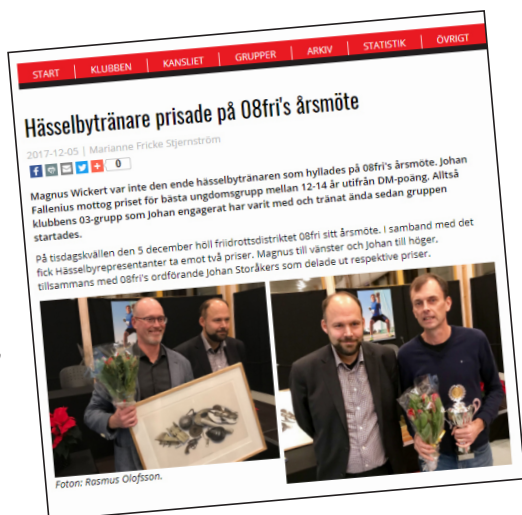 START | KLUBBEN | KANSLIET | GRUPPER | ARKIV | STATISTIK | ÖVRIGT
Hässelbytränare prisade på 08fri's årsmöte
2017-12-05 | Marianne Fricke Stjernström
0
Magnus Wickert var inte den ende hässelbytränaren som hyllades på 08fri's årsmöte. Johan
Fallenius mottog priset för bästa ungdomsgrupp mellan 12-14 år utifrån DM-poäng. Alltså
klubbens 03-grupp som Johan engagerat har varit med och tränat ända sedan gruppen
startades.
På tisdagskvällen den 5 december höll friidrottsdistriktet 08fri sitt årsmöte. I samband med det
fick Hässelbyrepresentanter ta emot två priser. Magnus till vänster och Johan till höger,
tillsammans med 08fri's ordförande Johan Storåkers som delade ut respektive priser.
Foton: Rasmus Olofsson.